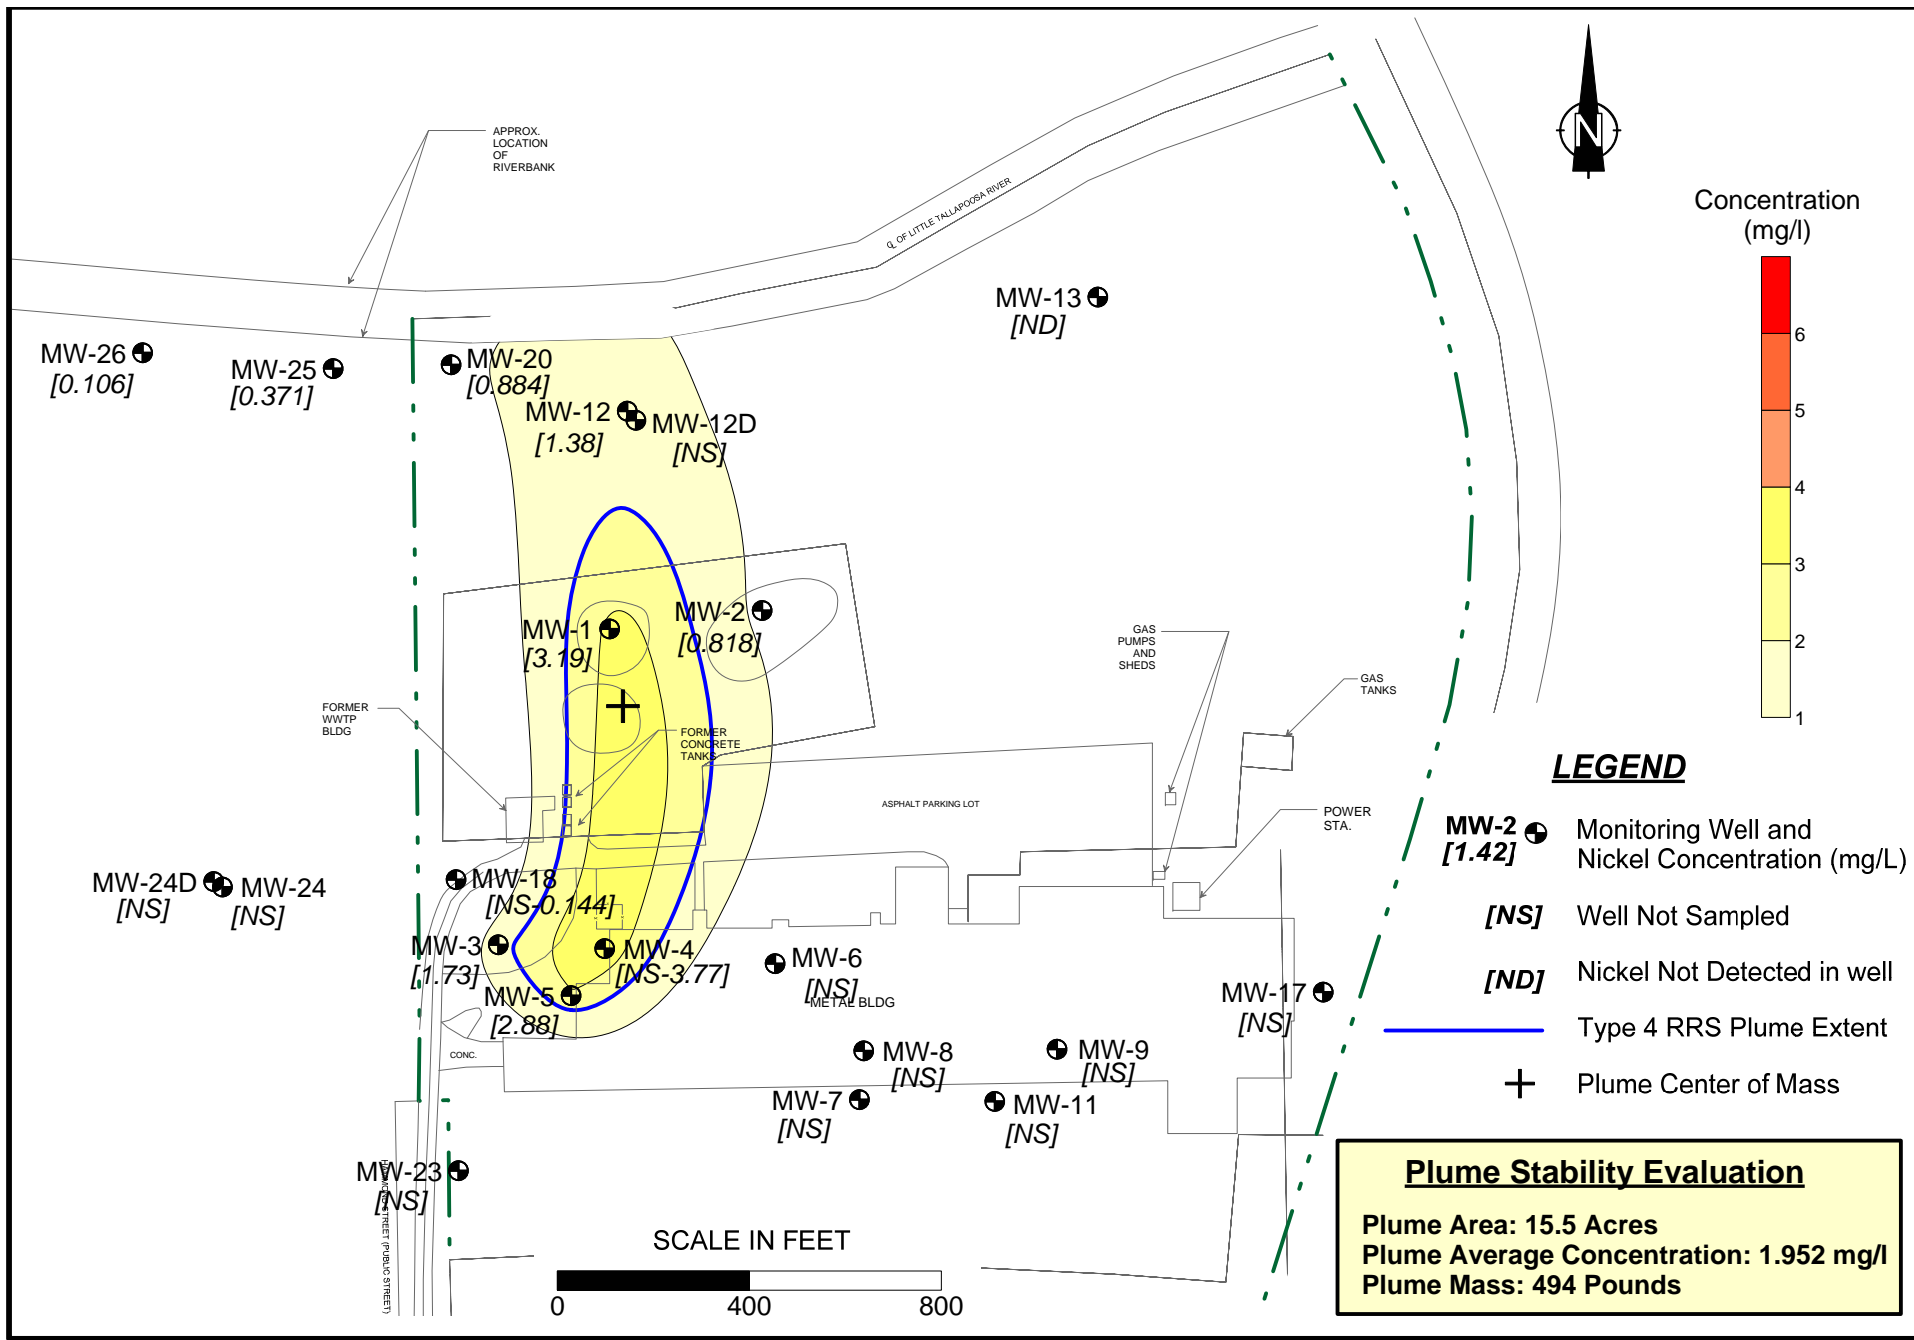 APPROX.
LOCATION
OF
RIVERBANK
℄ OF LITTLE TALLAPOOSA RIVER
N
Concentration
(mg/l)
6
5
4
3
2
1
MW-13
[ND]
MW-26
[0.106]
MW-25
[0.371]
MW-20
[0.884]
MW-12
[1.38]
MW-12D
[NS]
MW-1
[3.19]
MW-2
[0.818]
GAS
PUMPS
AND
SHEDS
GAS
TANKS
FORMER
WWTP
BLDG
FORMER
CONCRETE
TANKS
ASPHALT PARKING LOT
POWER
STA.
MW-24D
[NS]
MW-24
[NS]
MW-18
[NS-0.144]
MW-3
[1.73]
MW-4
[NS-3.77]
MW-5
[2.88]
MW-6
[NS]
METAL BLDG
MW-17
[NS]
CONC.
MW-8
[NS]
MW-9
[NS]
MW-7
[NS]
MW-11
[NS]
MW-23
[NS]
STREET (PUBLIC STREET)
SCALE IN FEET
0
400
800
LEGEND
MW-2
[1.42]
Monitoring Well and
Nickel Concentration (mg/L)
[NS]
Well Not Sampled
[ND]
Nickel Not Detected in well
Type 4 RRS Plume Extent
Plume Center of Mass
Plume Stability Evaluation
Plume Area: 15.5 Acres
Plume Average Concentration: 1.952 mg/l
Plume Mass: 494 Pounds